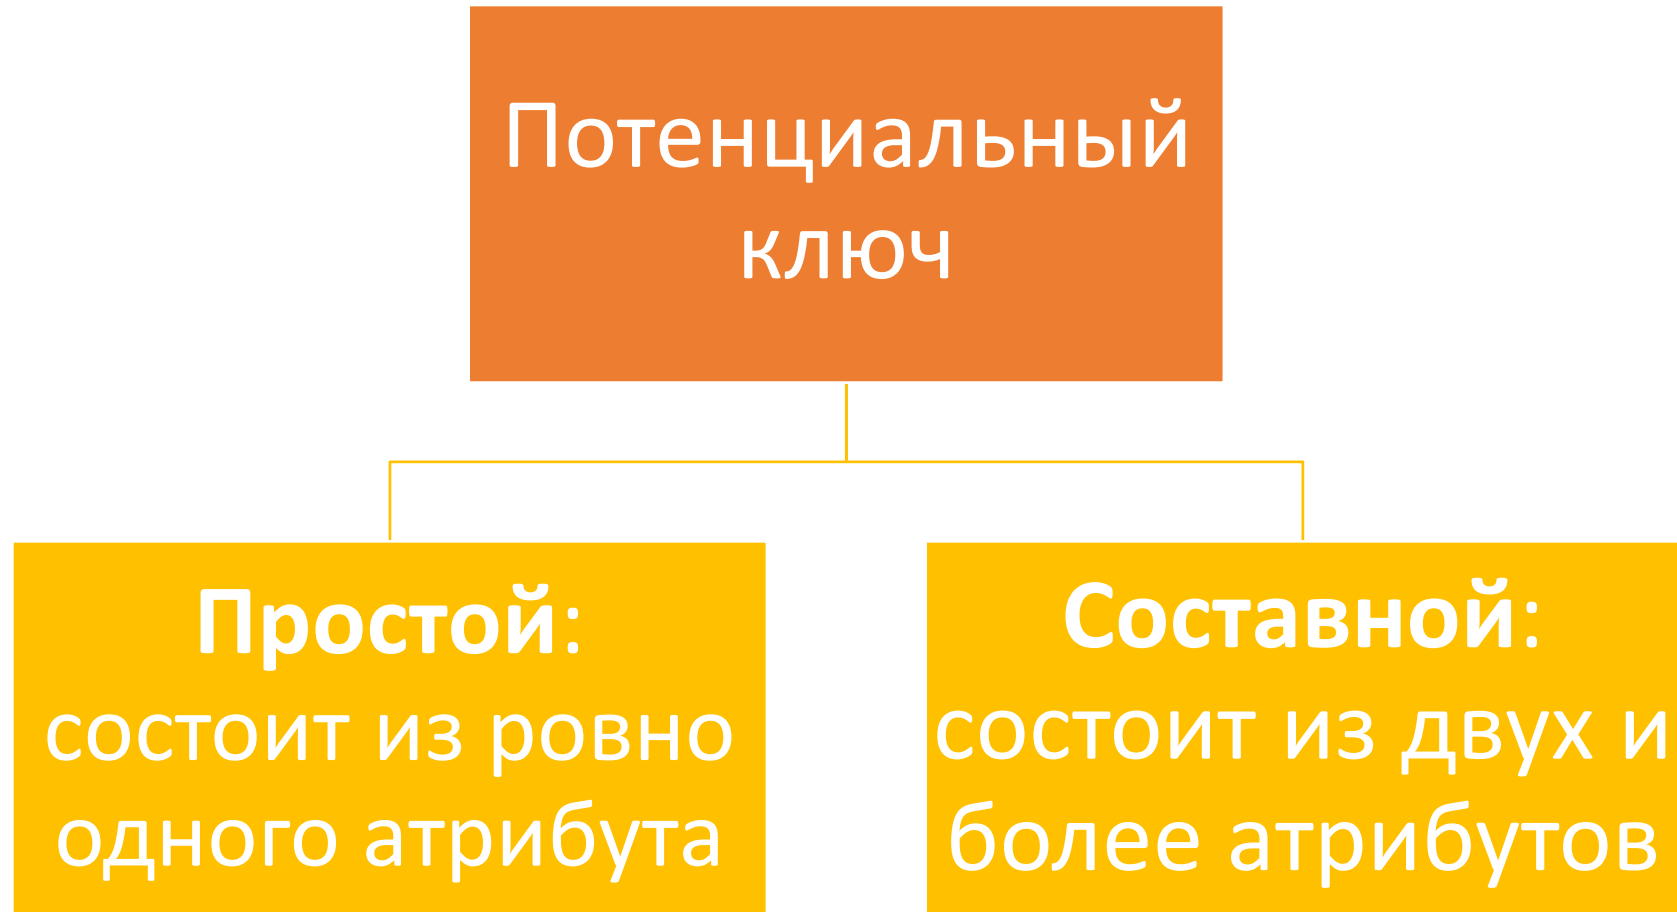 Потенциальный
ключ
Простой:
состоит из ровно
одного атрибута
Составной:
состоит из двух и
более атрибутов